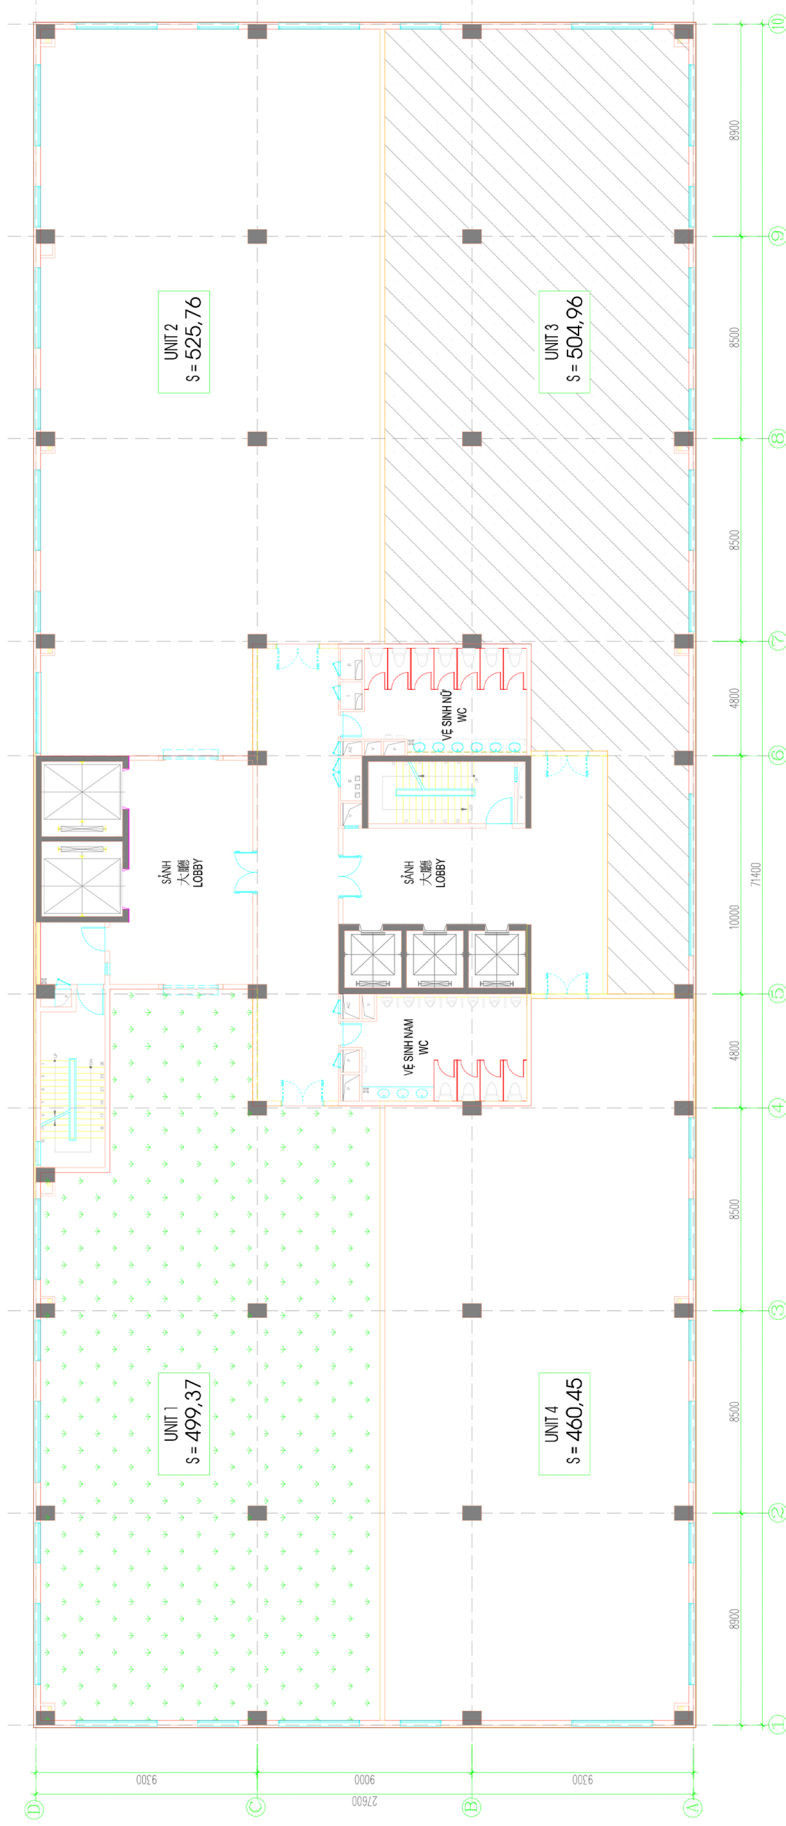 10
8900
9
UNIT 2
S = 525,76
UNIT 3
S = 504,96
8500
8
8500
7
4800
VỆ SINH NỮ
WC
6
SẢNH
大廳
LOBBY
SẢNH
大廳
LOBBY
71400
10000
5
VỆ SINH NAM
WC
4800
4
8500
3
UNIT 1
S = 499,37
UNIT 4
S = 460,45
8500
2
8900
1
9300
9000
9300
27600
D
C
B
A